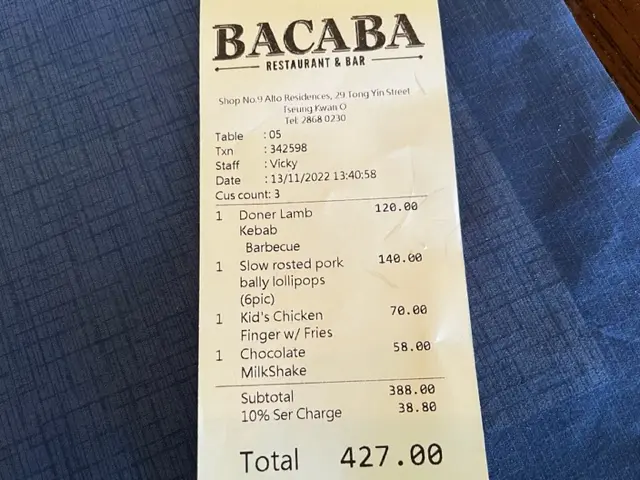 BACABA
RESTAURANT & BAR
Shop No.9 Alto Residences, 29 Tong Yin Street
Tseung Kwan O
Tel: 2868 0230
Table : 05
Txn : 342598
Staff : Vicky
Date : 13/11/2022 13:40:58
Cus count: 3
1 Doner Lamb 120.00
Kebab
Barbecue
1 Slow rosted pork 140.00
bally lollipops
(6pic)
1 Kid's Chicken 70.00
Finger w/ Fries
1 Chocolate 58.00
MilkShake
Subtotal 388.00
10% Ser Charge 38.80
Total 427.00